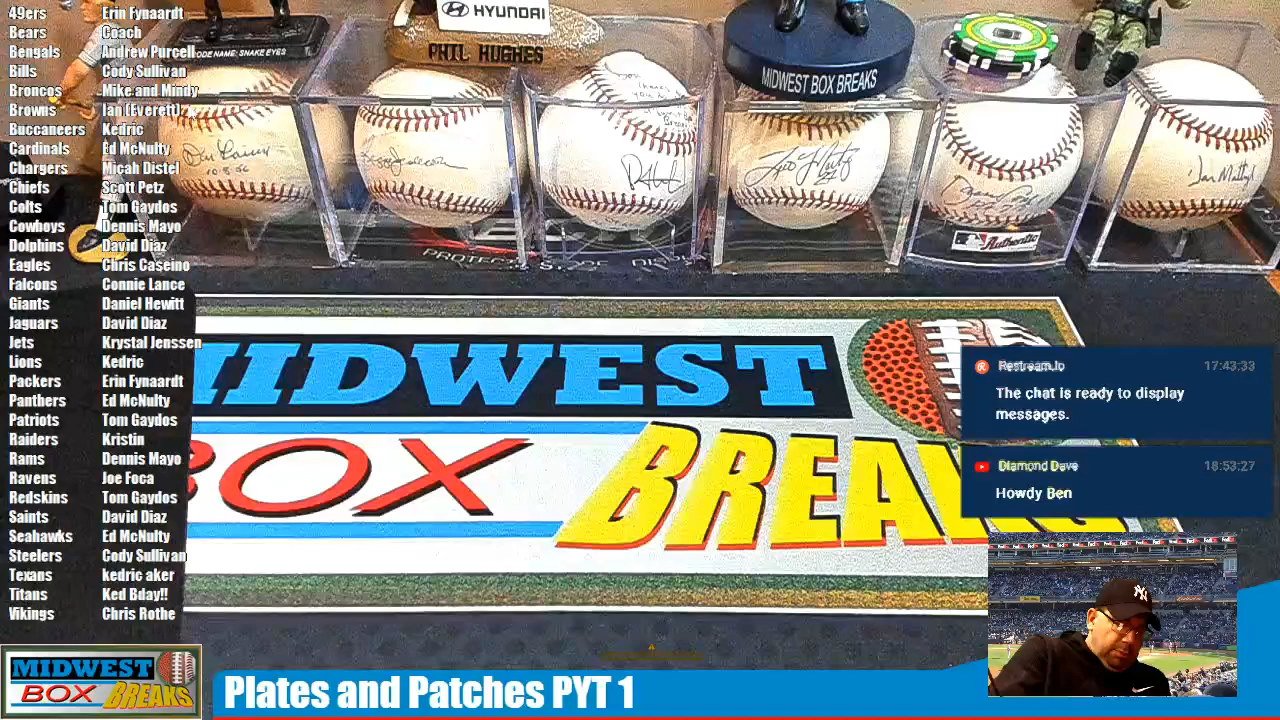 49ers Erin Fynaardt
Bears Coach
Bengals Andrew Purcell
Bills Cody Sullivan
Broncos Mike and Mindy
Browns Ian (Everett)
Buccaneers Kedric
Cardinals Ed McNulty
Chargers Micah Distel
Chiefs Scott Petz
Colts Tom Gaydos
Cowboys Dennis Mayo
Dolphins David Diaz
Eagles Chris Caseino
Falcons Connie Lance
Giants Daniel Hewitt
Jaguars David Diaz
Jets Krystal Jenssen
Lions Kedric
Packers Erin Fynaardt
Panthers Ed McNulty
Patriots Tom Gaydos
Raiders Kristin
Rams Dennis Mayo
Ravens Joe Foca
Redskins Tom Gaydos
Saints David Diaz
Seahawks Ed McNulty
Steelers Cody Sullivan
Texans kedric aker
Titans Ked Bday!!
Vikings Chris Rothe
CODE NAME: SNAKE EYES
HYUNDAI
PHIL HUGHES
MIDWEST BOX BREAKS
Authentic
MIDWEST
BOX
BREAKS
Restream.io 17:43:33
The chat is ready to display
messages.
Diamond Dave 18:53:27
Howdy Ben
NY
MIDWEST
BOX BREAKS
Plates and Patches PYT 1